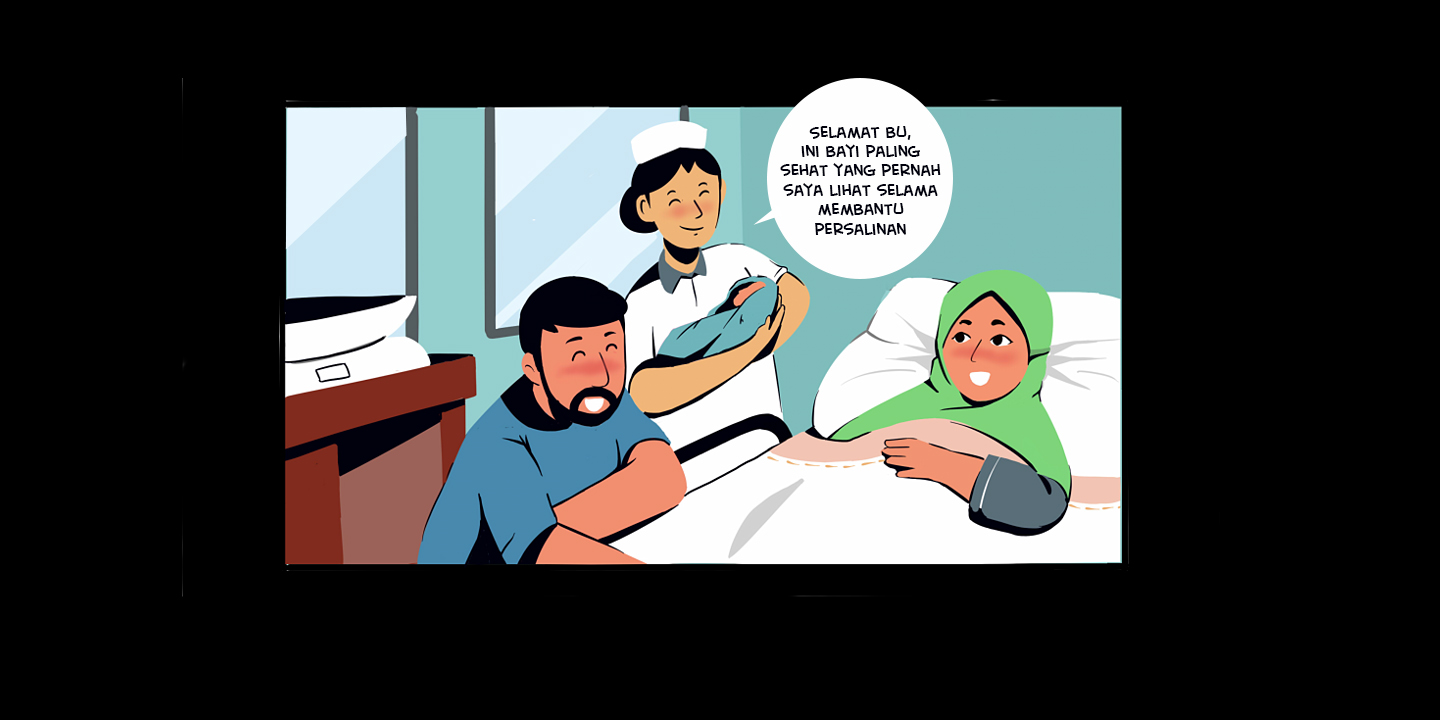 SELAMAT BU,
INI BAYI PALING
SEHAT YANG PERNAH
SAYA LIHAT SELAMA
MEMBANTU
PERSALINAN